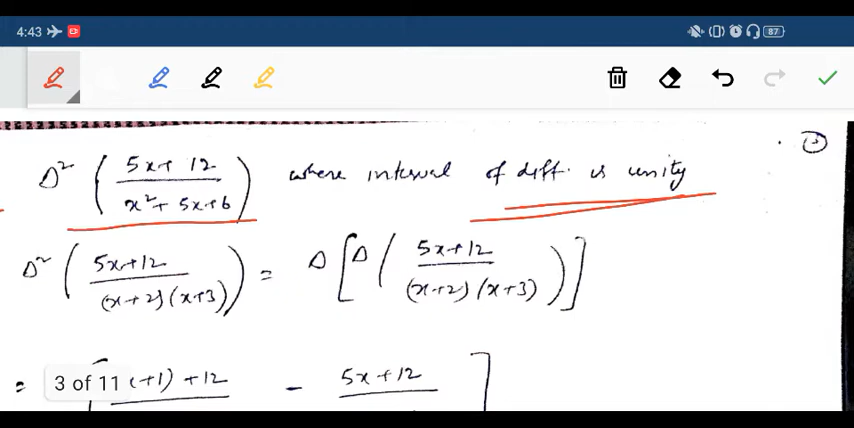 4:43
87
Δ² ( 5x + 12 / x² + 5x + 6 ) where interval of diff. is unity
Δ² ( 5x+12 / (x+2)(x+3) ) = Δ [ Δ ( 5x+12 / (x+2)(x+3) ) ]
= (+1) + 12 - 5x + 12 ]
3 of 11